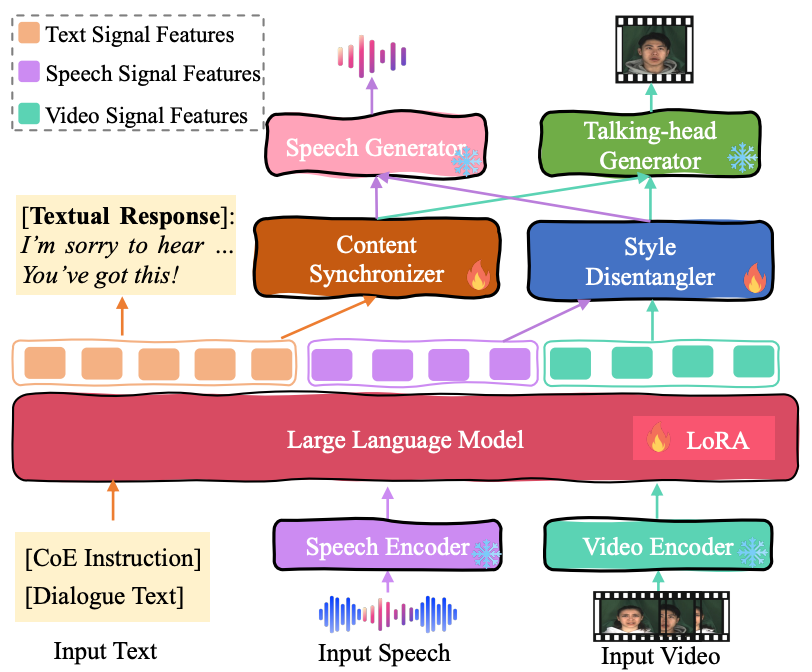 Text Signal Features
Speech Signal Features
Video Signal Features
Speech Generator
Talking-head
Generator
[Textual Response]:
I'm sorry to hear ...
You've got this!
Content
Synchronizer
Style
Disentangler
Large Language Model
LoRA
[CoE Instruction]
[Dialogue Text]
Speech Encoder
Video Encoder
Input Text
Input Speech
Input Video